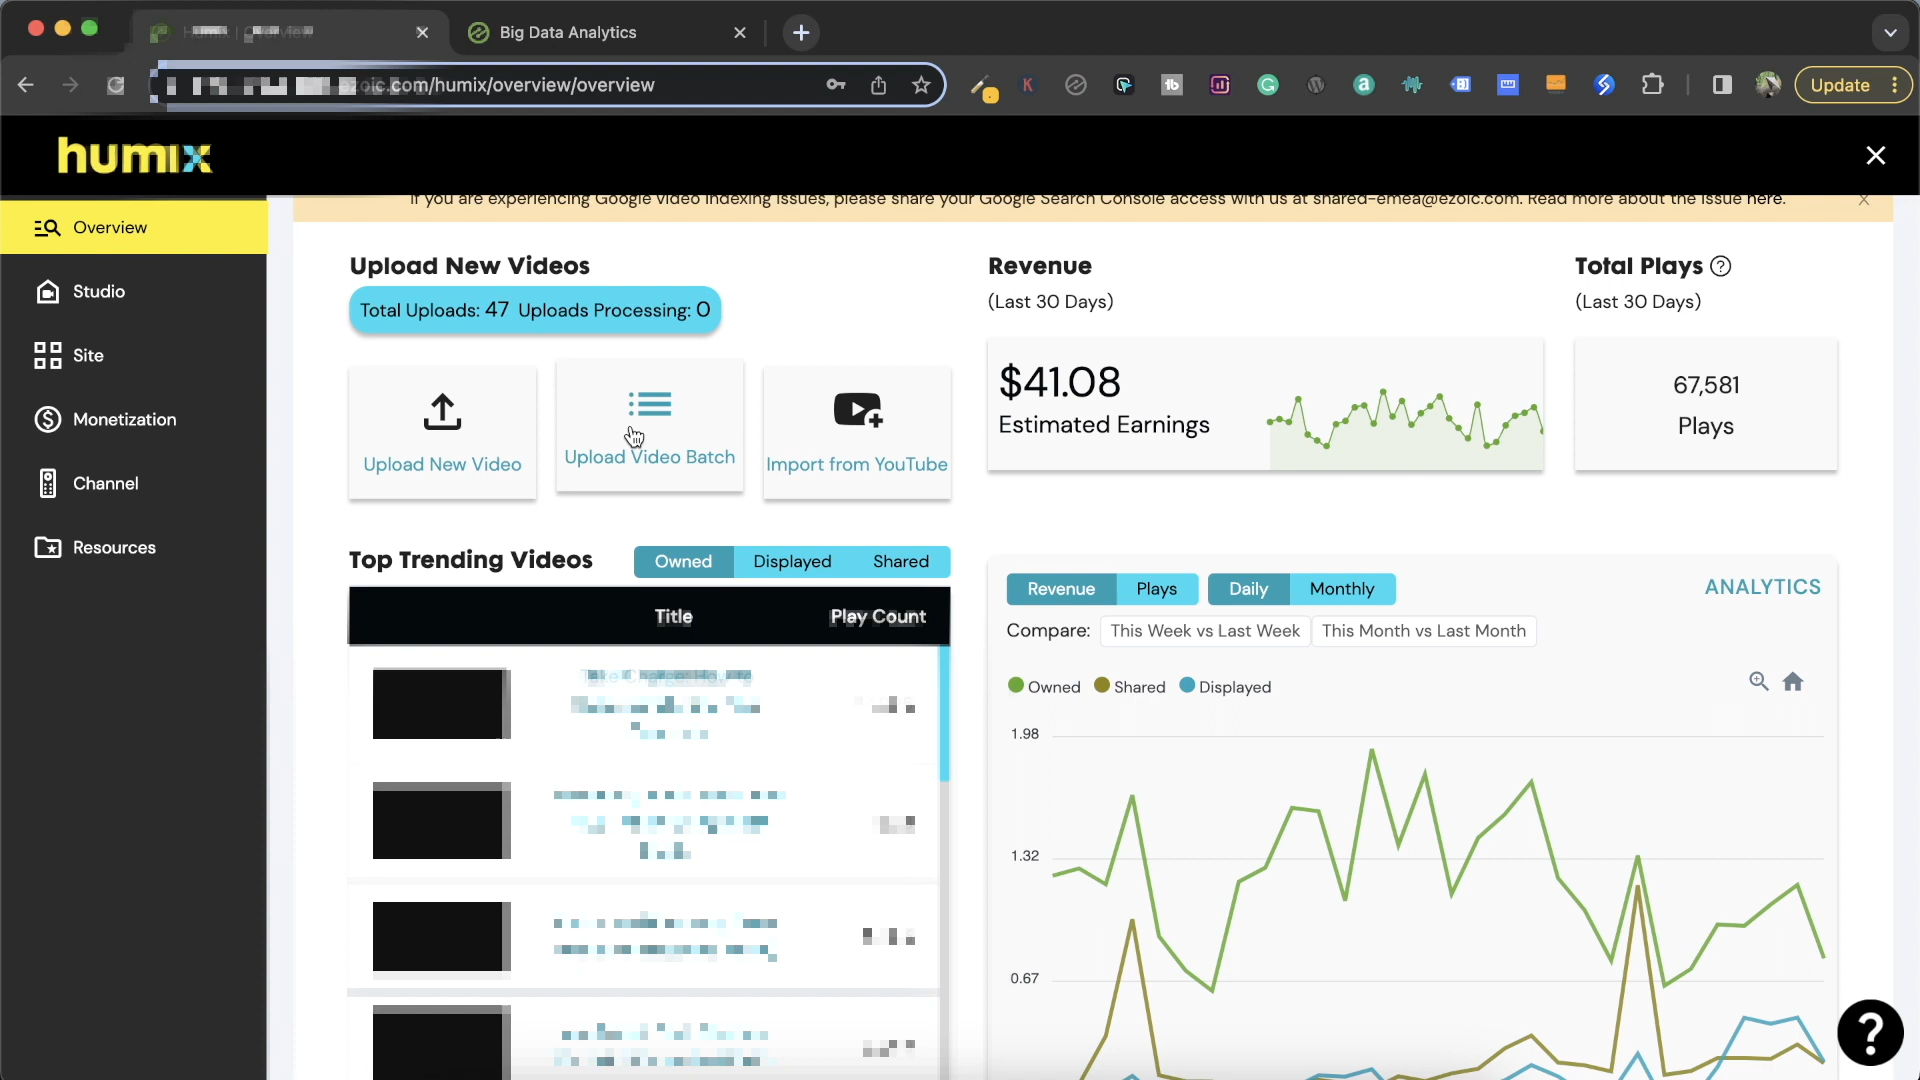 Big Data Analytics
ezoic.com/humix/overview/overview
Update
humix
If you are experiencing Google video indexing issues, please share your Google Search Console access with us at shared-emea@ezoic.com. Read more about the issue here.
Overview
Studio
Site
Monetization
Channel
Resources
Upload New Videos
Total Uploads: 47 Uploads Processing: 0
Upload New Video
Upload Video Batch
Import from YouTube
Revenue
(Last 30 Days)
$41.08
Estimated Earnings
Total Plays
(Last 30 Days)
67,581
Plays
Top Trending Videos
Owned
Displayed
Shared
Title
Play Count
Take Charge: How to
Revenue
Plays
Daily
Monthly
ANALYTICS
Compare:
This Week vs Last Week
This Month vs Last Month
Owned
Shared
Displayed
1.98
1.32
0.67